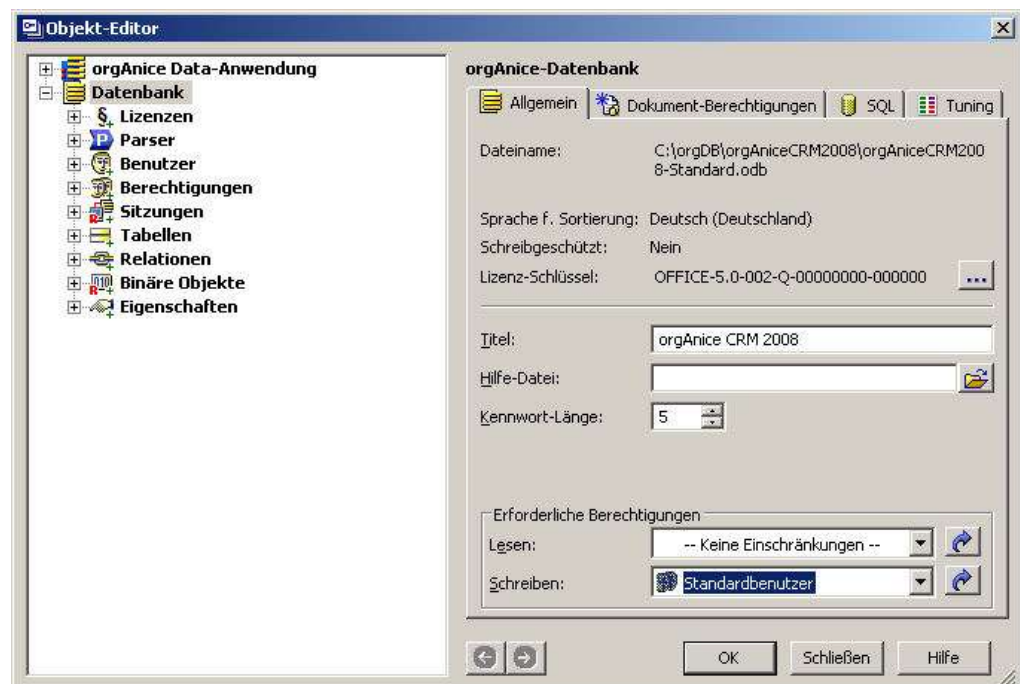 Objekt-Editor
orgAnice Data-Anwendung
Datenbank
Lizenzen
Parser
Benutzer
Berechtigungen
Sitzungen
Tabellen
Relationen
Binäre Objekte
Eigenschaften
orgAnice-Datenbank
Allgemein
Dokument-Berechtigungen
SQL
Tuning
Dateiname: C:\orgDB\orgAniceCRM2008\orgAniceCRM200
8-Standard.odb
Sprache f. Sortierung: Deutsch (Deutschland)
Schreibgeschützt: Nein
Lizenz-Schlüssel: OFFICE-5.0-002-Q-00000000-000000 ...
Titel: orgAnice CRM 2008
Hilfe-Datei:
Kennwort-Länge: 5
Erforderliche Berechtigungen
Lesen: -- Keine Einschränkungen --
Schreiben: Standardbenutzer
OK Schließen Hilfe